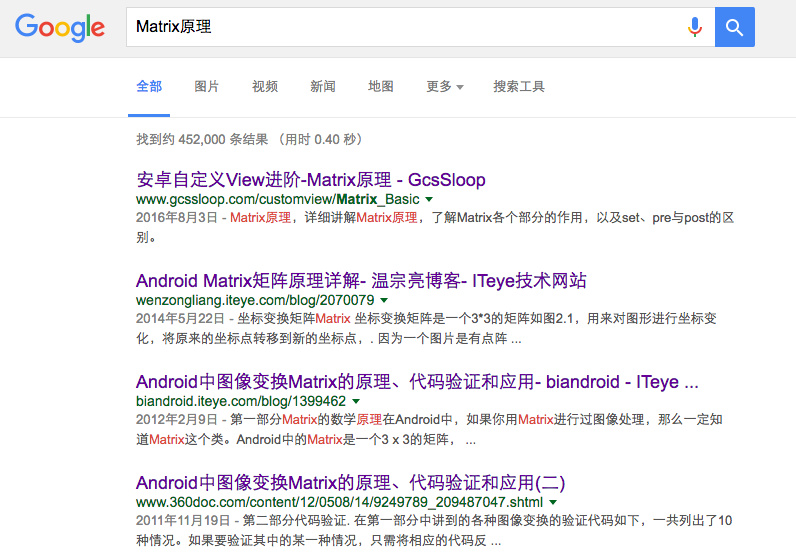 Google
Matrix原理
全部 图片 视频 新闻 地图 更多 搜索工具
找到约 452,000 条结果 （用时 0.40 秒）
安卓自定义View进阶-Matrix原理 - GcsSloop
www.gcssloop.com/customview/Matrix_Basic
2016年8月3日 - Matrix原理，详细讲解Matrix原理，了解Matrix各个部分的作用，以及set、pre与post的区
别。
Android Matrix矩阵原理详解- 温宗亮博客- ITeye技术网站
wenzongliang.iteye.com/blog/2070079
2014年5月22日 - 坐标变换矩阵Matrix 坐标变换矩阵是一个3*3的矩阵如图2.1，用来对图形进行坐标变
化，将原来的坐标点转移到新的坐标点，. 因为一个图片是有点阵 ...
Android中图像变换Matrix的原理、代码验证和应用- biandroid - ITeye ...
biandroid.iteye.com/blog/1399462
2012年2月9日 - 第一部分Matrix的数学原理在Android中，如果你用Matrix进行过图像处理，那么一定知
道Matrix这个类。Android中的Matrix是一个3 x 3的矩阵， ...
Android中图像变换Matrix的原理、代码验证和应用(二)
www.360doc.com/content/12/0508/14/9249789_209487047.shtml
2011年11月19日 - 第二部分代码验证. 在第一部分中讲到的各种图像变换的验证代码如下，一共列出了10
种情况。如果要验证其中的某一种情况，只需将相应的代码反 ...